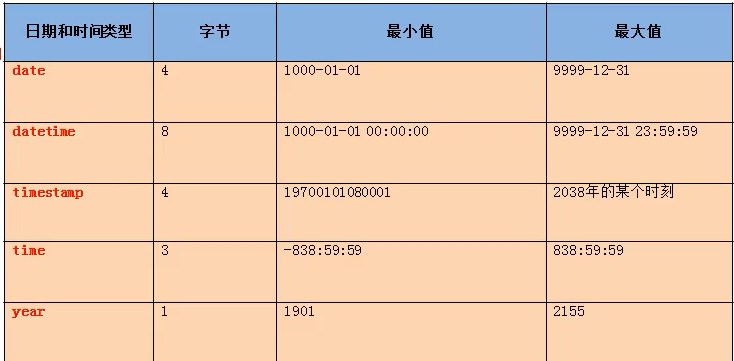 日期和时间类型 字节 最小值 最大值
date 4 1000-01-01 9999-12-31
datetime 8 1000-01-01 00:00:00 9999-12-31 23:59:59
timestamp 4 19700101080001 2038年的某个时刻
time 3 -838:59:59 838:59:59
year 1 1901 2155